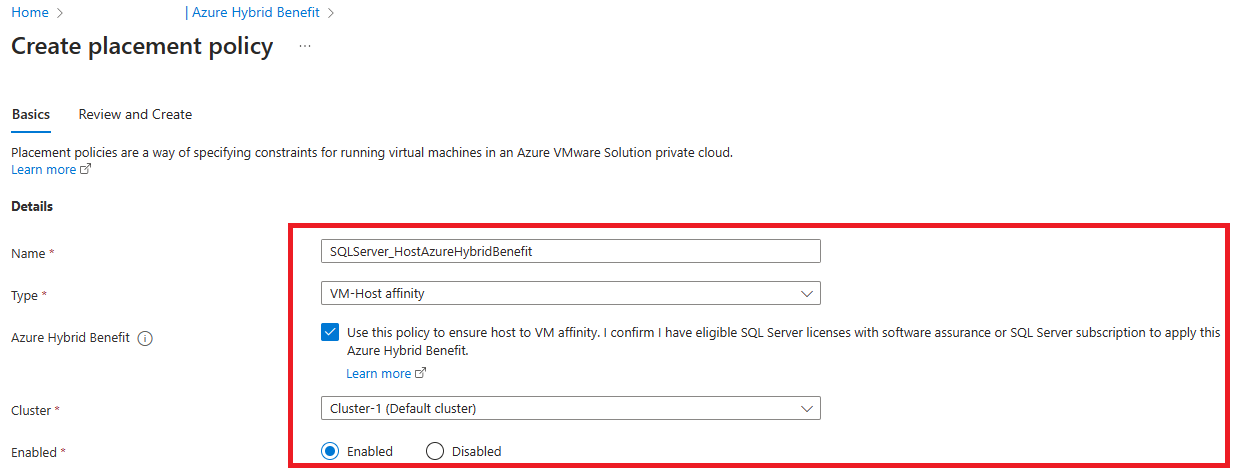 Home > | Azure Hybrid Benefit >
Create placement policy ...
Basics Review and Create
Placement policies are a way of specifying constraints for running virtual machines in an Azure VMware Solution private cloud.
Learn more
Details
Name * SQLServer_HostAzureHybridBenefit
Type * VM-Host affinity
Azure Hybrid Benefit Use this policy to ensure host to VM affinity. I confirm I have eligible SQL Server licenses with software assurance or SQL Server subscription to apply this
Azure Hybrid Benefit.
Learn more
Cluster * Cluster-1 (Default cluster)
Enabled * Enabled Disabled